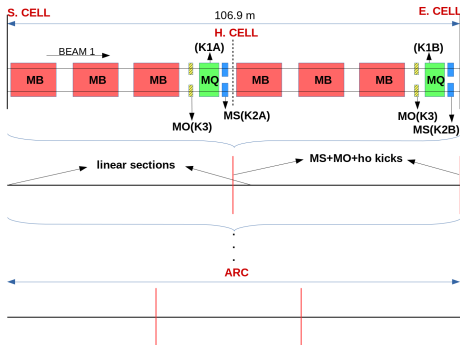 S. CELL
106.9 m
E. CELL
H. CELL
BEAM 1
(K1A)
(K1B)
MB
MB
MB
MQ
MB
MB
MB
MQ
MS(K2A)
MO(K3)
MO(K3)
MS(K2B)
linear sections
MS+MO+ho kicks
ARC